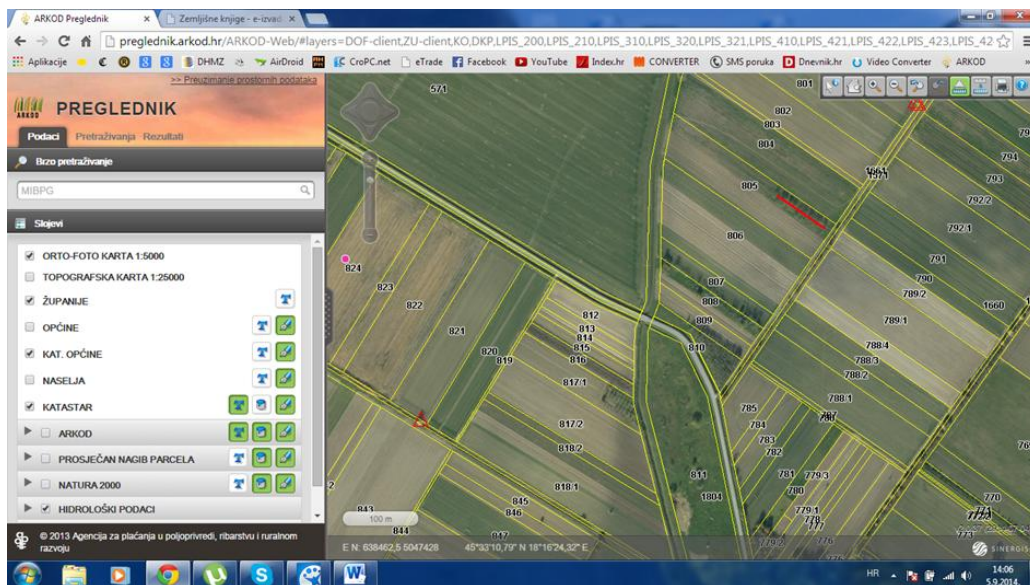 ARKOD Preglednik
Zemljišne knjige - e-izvad
preglednik.arkod.hr/ARKOD-Web/#layers=DOF-client,ZU-client,KO,DKP,LPIS_200,LPIS_210,LPIS_310,LPIS_320,LPIS_321,LPIS_410,LPIS_421,LPIS_422,LPIS_423,LPIS_42
Aplikacije
DHMZ
AirDroid
CroPC.net
eTrade
Facebook
YouTube
Index.hr
CONVERTER
SMS poruka
Dnevnik.hr
Video Converter
ARKOD
>> Preuzimanje prostornih podataka
ARKOD
PREGLEDNIK
Podaci Pretraživanja Rezultati
Brzo pretraživanje
MIBPG
Slojevi
ORTO-FOTO KARTA 1:5000
TOPOGRAFSKA KARTA 1:25000
ŽUPANIJE
OPĆINE
KAT. OPĆINE
NASELJA
KATASTAR
ARKOD
PROSJEČAN NAGIB PARCELA
NATURA 2000
HIDROLOŠKI PODACI
© 2013 Agencija za plaćanja u poljoprivredi, ribarstvu i ruralnom
razvoju
571
801
802
803
804
805
806
807
808
809
810
794
793
792/2
792/1
791
790
789/2
789/1
1660
788/4
788/3
788/2
788/1
824
823
822
821
820
819
812
813
814
815
816
817/1
817/2
818/2
818/1
845
846
843
844
847
811
1804
785
784
783
782
781
780
779/3
779/1
778
777
779/2
776
770
773
100 m
E N: 638462,5 5047428 45°33'10,79" N 18°16'24,32" E
SINERGIS
HR
14:06
5.9.2014